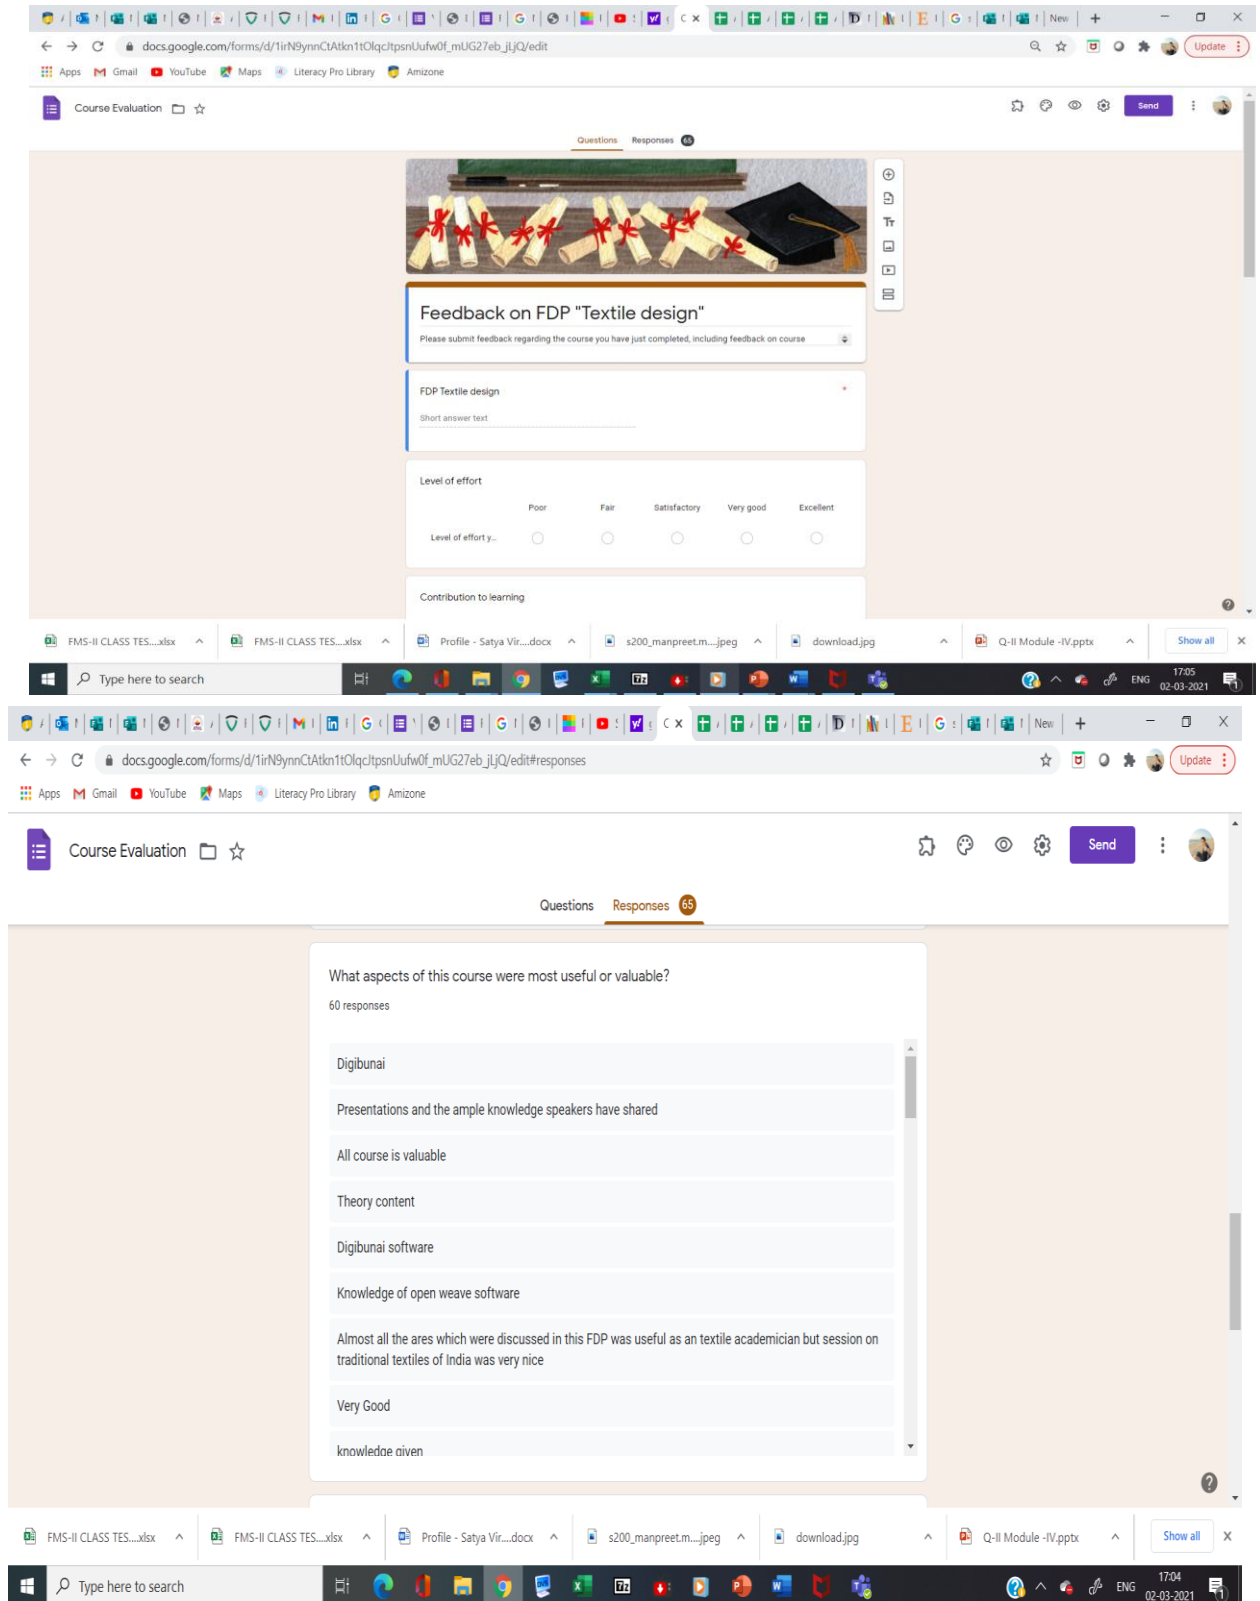 New
docs.google.com/forms/d/1irN9ynnCtAtkn1tOlqcJtpsnUufw0f_mUG27eb_jLjQ/edit
Update
Apps Gmail YouTube Maps Literacy Pro Library Amizone
Course Evaluation
Send
Questions Responses 65
Feedback on FDP "Textile design"
Please submit feedback regarding the course you have just completed, including feedback on course
FDP Textile design *
Short answer text
Level of effort
Poor Fair Satisfactory Very good Excellent
Level of effort y...
Contribution to learning
FMS-II CLASS TES....xlsx FMS-II CLASS TES....xlsx Profile - Satya Vir....docx s200_manpreet.m....jpeg download.jpg Q-II Module -IV.pptx Show all
Type here to search
ENG
17:05
02-03-2021
New
docs.google.com/forms/d/1irN9ynnCtAtkn1tOlqcJtpsnUufw0f_mUG27eb_jLjQ/edit#responses
Update
Apps Gmail YouTube Maps Literacy Pro Library Amizone
Course Evaluation
Send
Questions Responses 65
What aspects of this course were most useful or valuable?
60 responses
Digibunai
Presentations and the ample knowledge speakers have shared
All course is valuable
Theory content
Digibunai software
Knowledge of open weave software
Almost all the ares which were discussed in this FDP was useful as an textile academician but session on
traditional textiles of India was very nice
Very Good
knowledge given
FMS-II CLASS TES....xlsx FMS-II CLASS TES....xlsx Profile - Satya Vir....docx s200_manpreet.m....jpeg download.jpg Q-II Module -IV.pptx Show all
Type here to search
ENG
17:04
02-03-2021